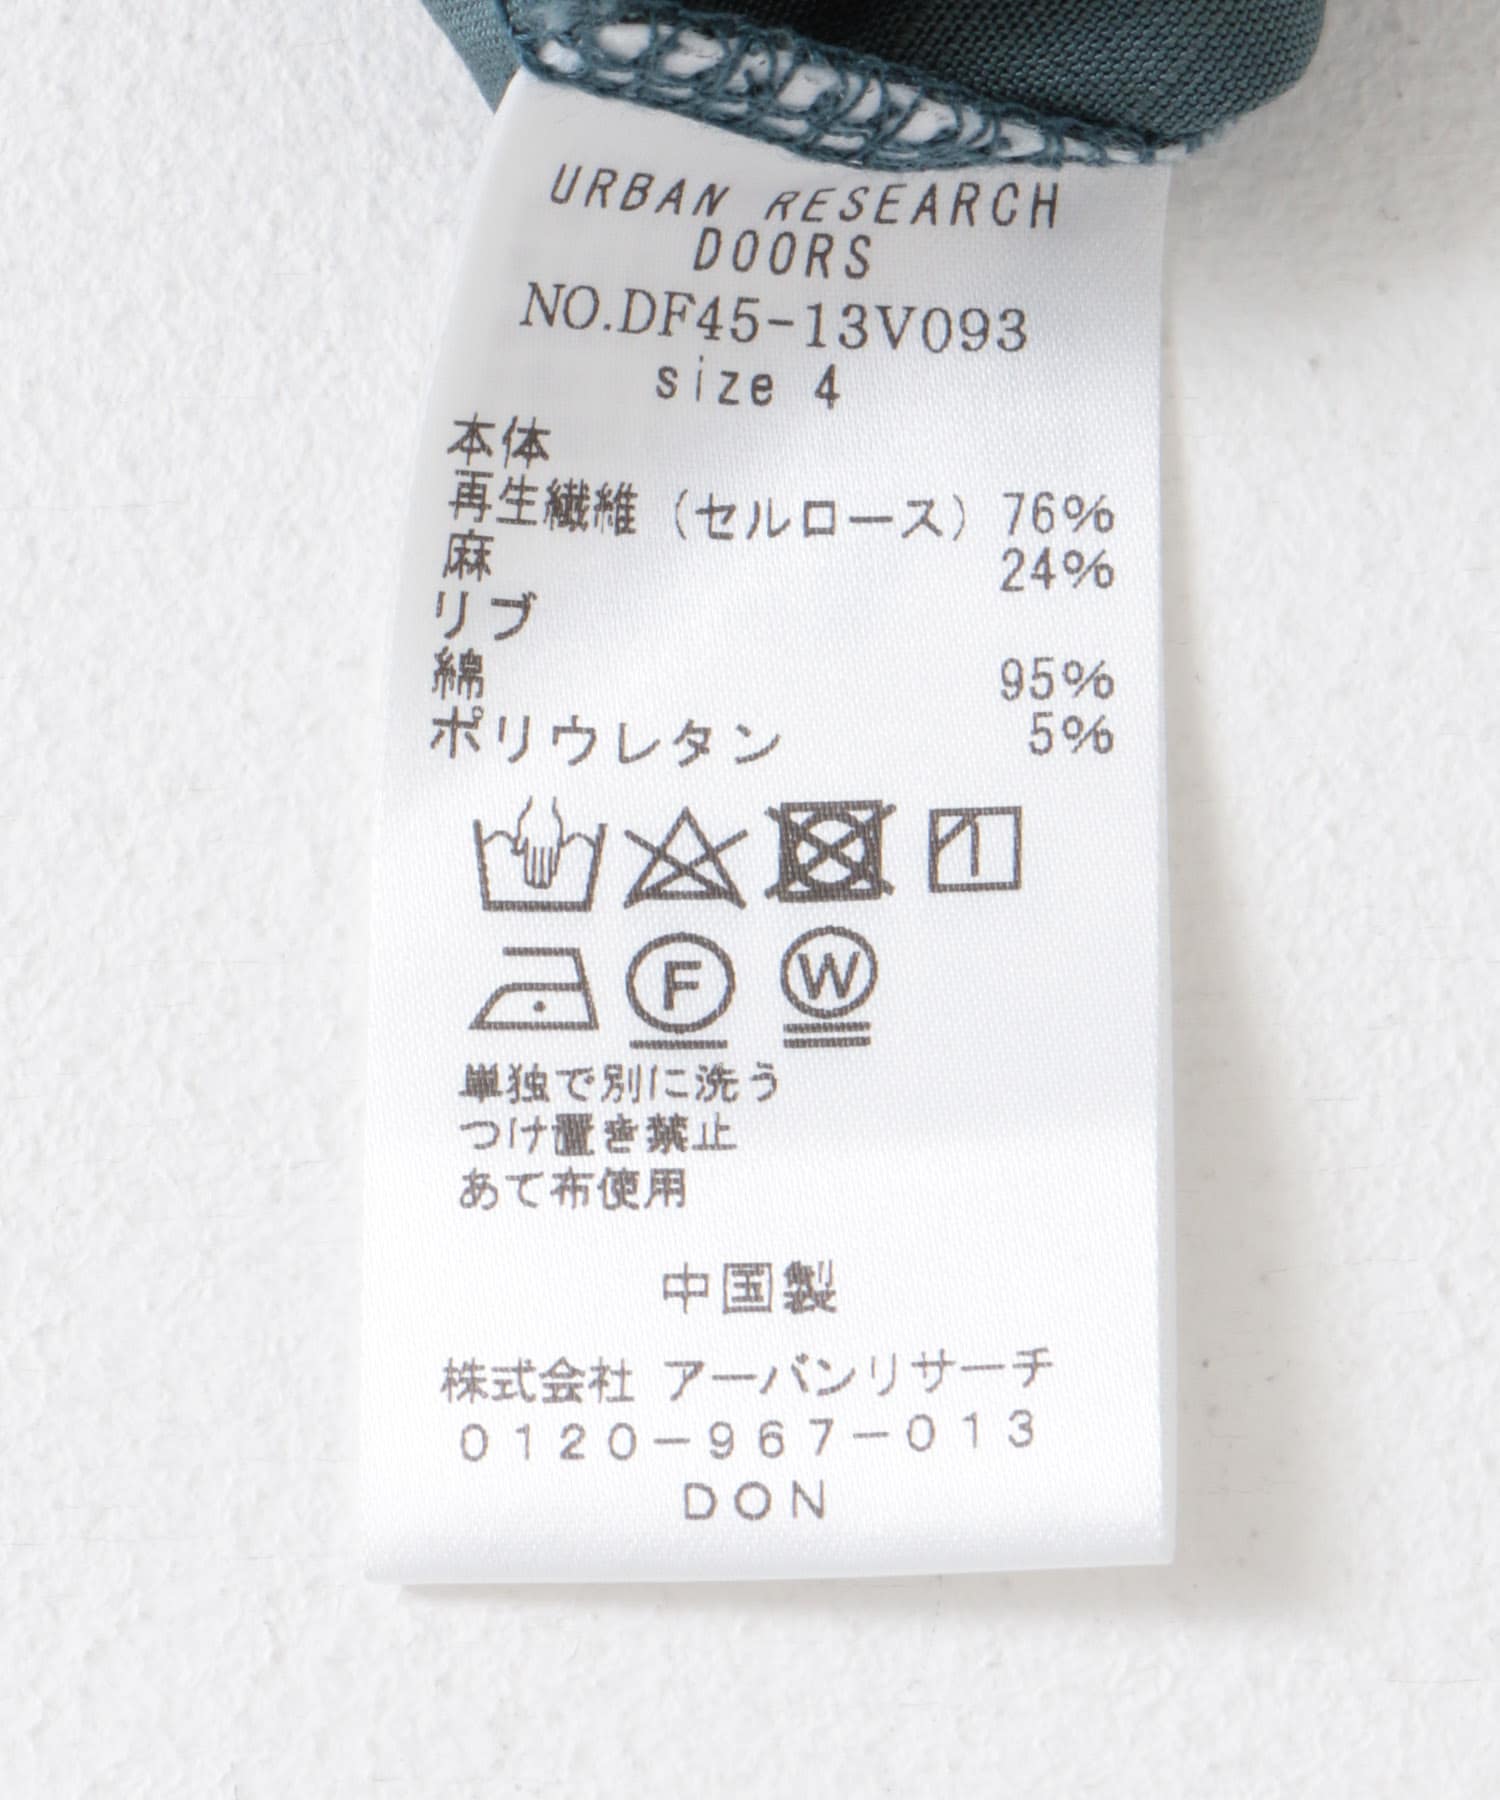 URBAN RESEARCH
DOORS
NO.DF45-13V093
size 4
本体
再生繊維（セルロース） 76%
麻 24%
リブ
綿 95%
ポリウレタン 5%
F W
単独で別に洗う
つけ置き禁止
あて布使用
中国製
株式会社 アーバンリサーチ
0120-967-013
DON